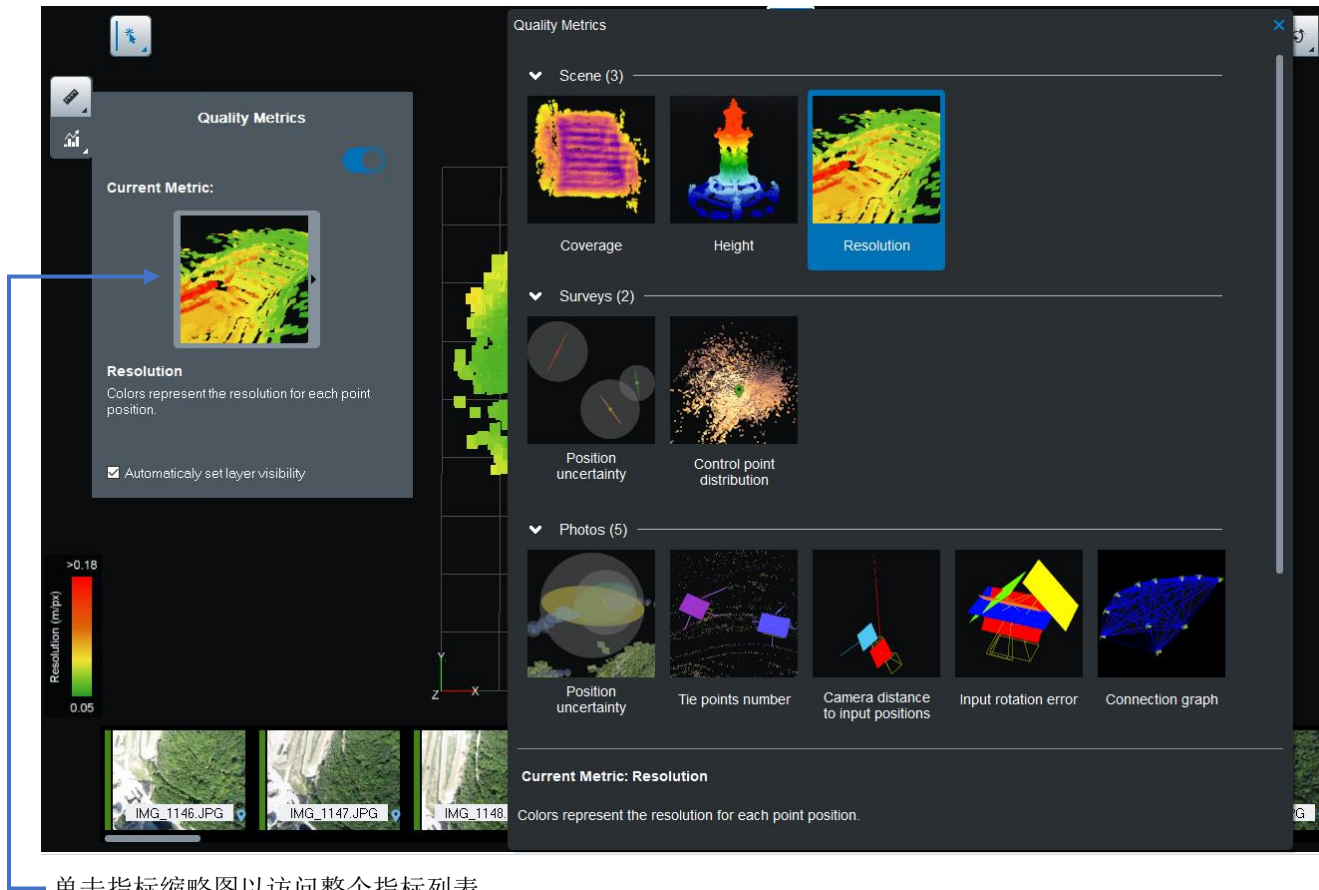 Quality Metrics
Current Metric:
Resolution
Colors represent the resolution for each point
position.
Automaticaly set layer visibility
>0.18
Resolution (m/px)
0.05
Y
Z
X
IMG_1146.JPG
IMG_1147.JPG
IMG_1148.
Quality Metrics
Scene (3)
Coverage
Height
Resolution
Surveys (2)
Position
uncertainty
Control point
distribution
Photos (5)
Position
uncertainty
Tie points number
Camera distance
to input positions
Input rotation error
Connection graph
Current Metric: Resolution
Colors represent the resolution for each point position.
G
单击指标缩略图以访问整个指标列表